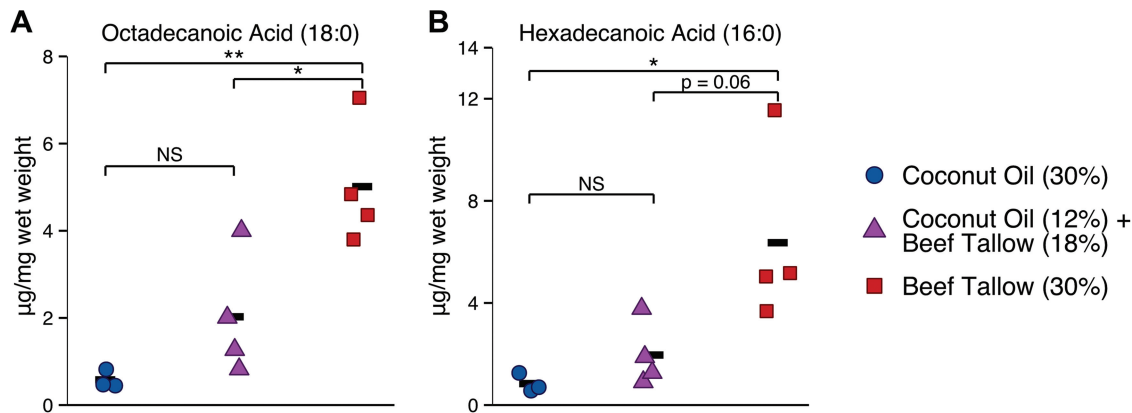 A
Octadecanoic Acid (18:0)
µg/mg wet weight
8
6
4
2
0
**
*
NS
B
Hexadecanoic Acid (16:0)
µg/mg wet weight
14
12
8
4
0
*
p = 0.06
NS
Coconut Oil (30%)
Coconut Oil (12%) +
Beef Tallow (18%)
Beef Tallow (30%)